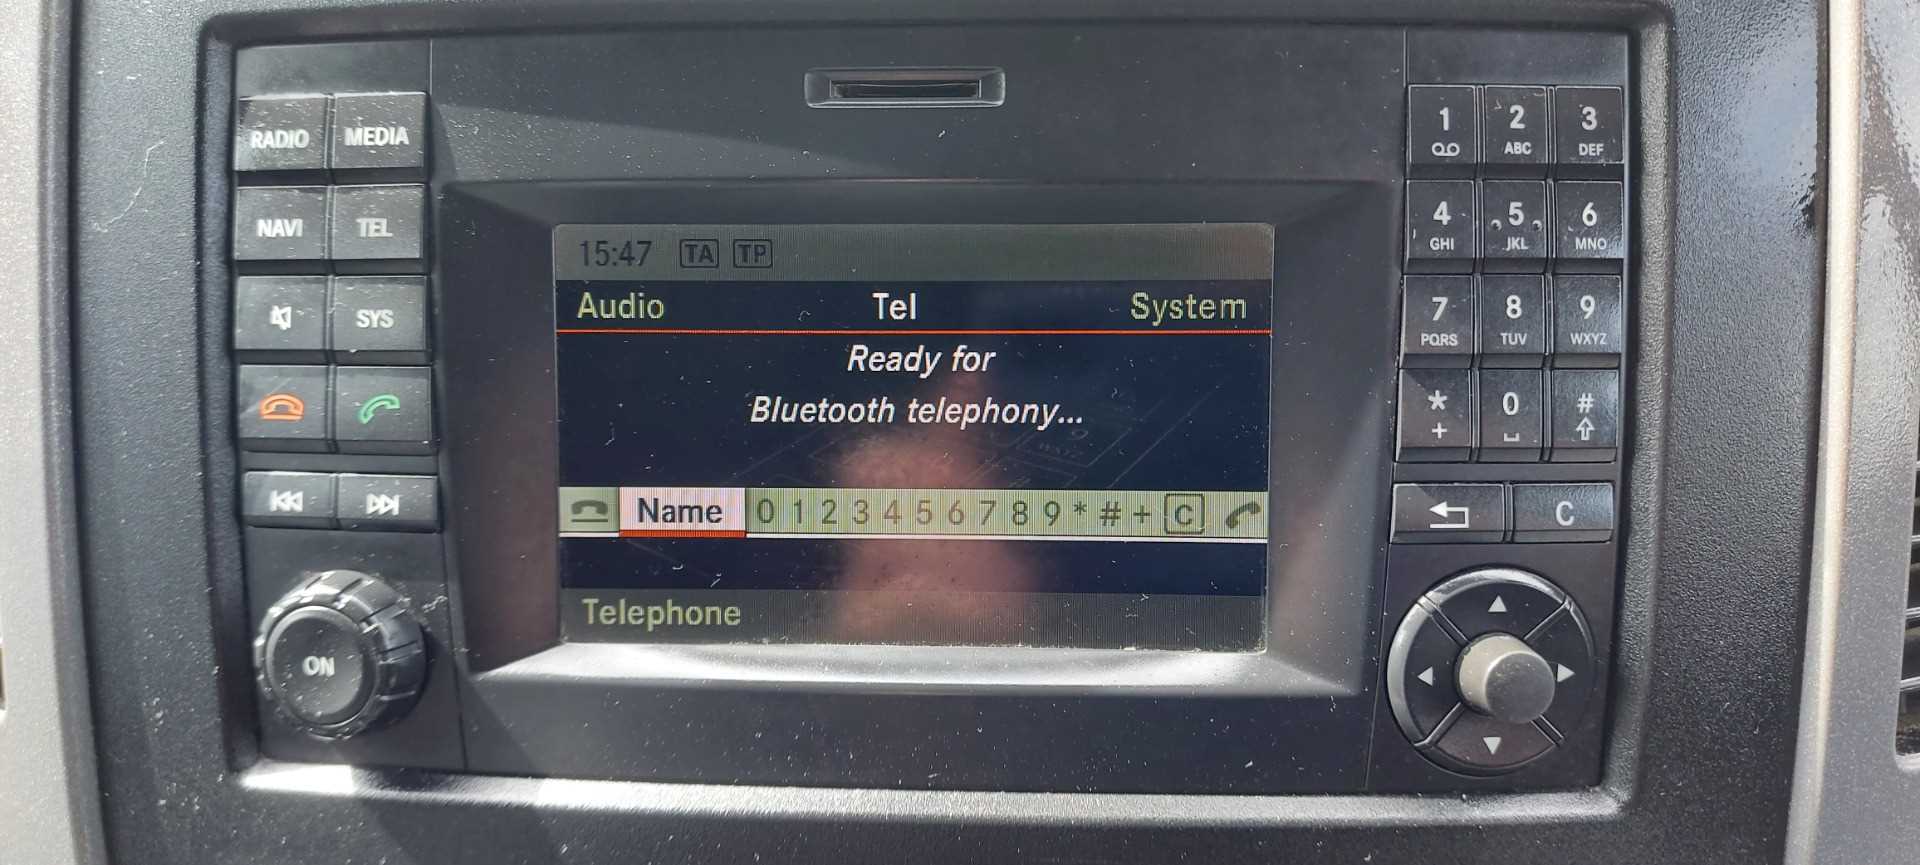 RADIO MEDIA
NAVI TEL
SYS
ON
15:47 TA TP
Audio Tel System
Ready for
Bluetooth telephony...
Name 0 1 2 3 4 5 6 7 8 9 * # + C
Telephone
1 2 3
ABC DEF
4 5 6
GHI JKL MNO
7 8 9
PQRS TUV WXYZ
* 0 #
+
C